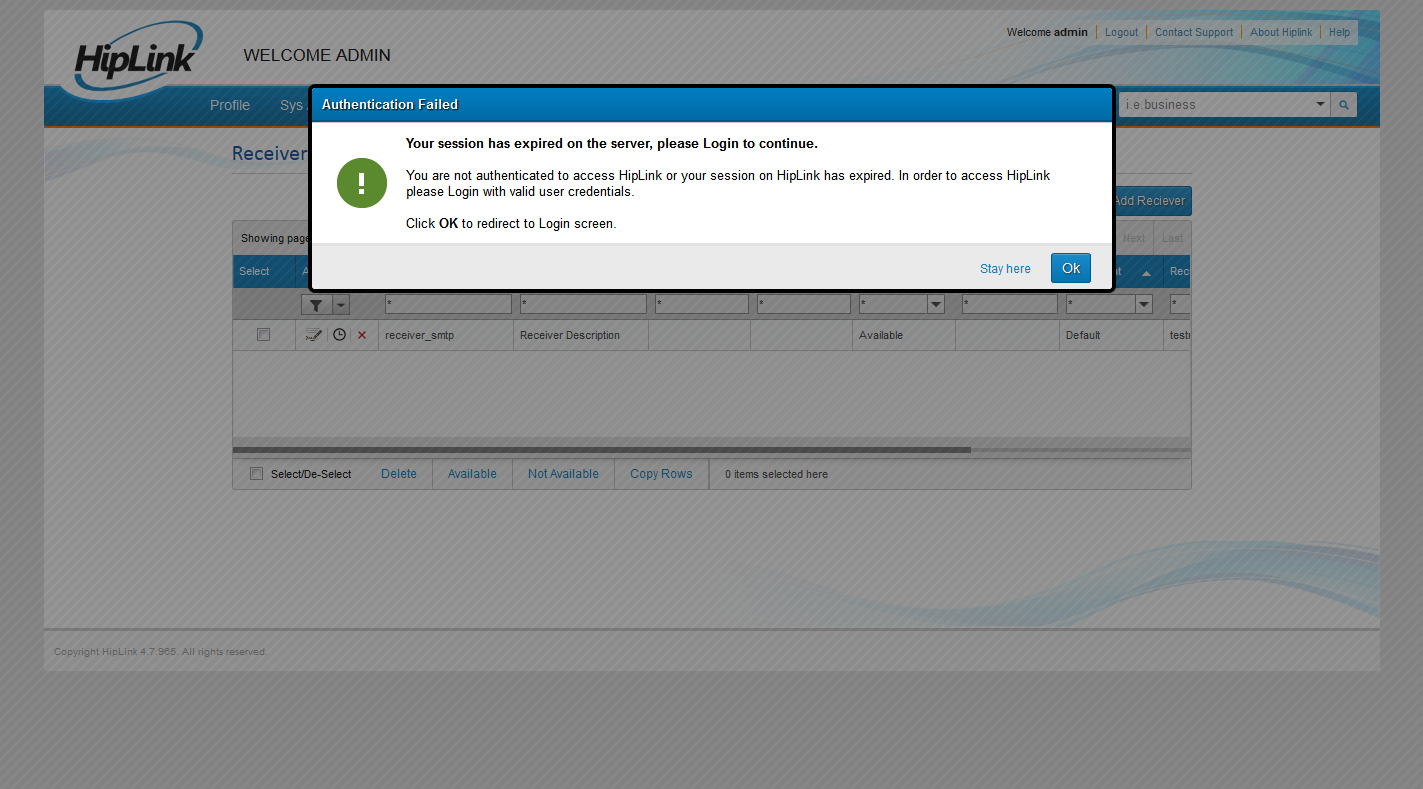 HipLink
WELCOME ADMIN
Welcome admin
Logout
Contact Support
About Hiplink
Help
Profile
Sys
i.e.business
Authentication Failed
Your session has expired on the server, please Login to continue.
You are not authenticated to access HipLink or your session on HipLink has expired. In order to access HipLink
please Login with valid user credentials.
Click OK to redirect to Login screen.
Stay here
Ok
Receiver
Add Reciever
Showing page
Next
Last
Select
A
t
Rec
*
*
*
*
*
*
*
*
receiver_smtp
Receiver Description
Available
Default
test
Select/De-Select
Delete
Available
Not Available
Copy Rows
0 items selected here
Copyright HipLink 4.7.965. All rights reserved.